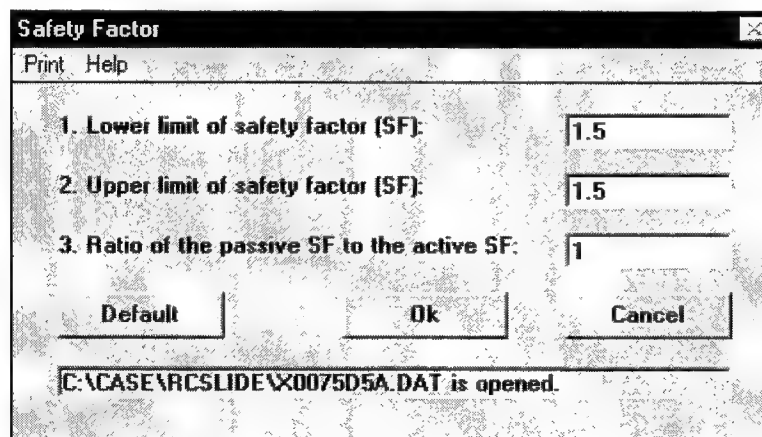 Safety Factor
Print Help
1. Lower limit of safety factor (SF): 1.5
2. Upper limit of safety factor (SF): 1.5
3. Ratio of the passive SF to the active SF: 1
Default Ok Cancel
C:\CASE\RCSLIDE\X0075D5A.DAT is opened.